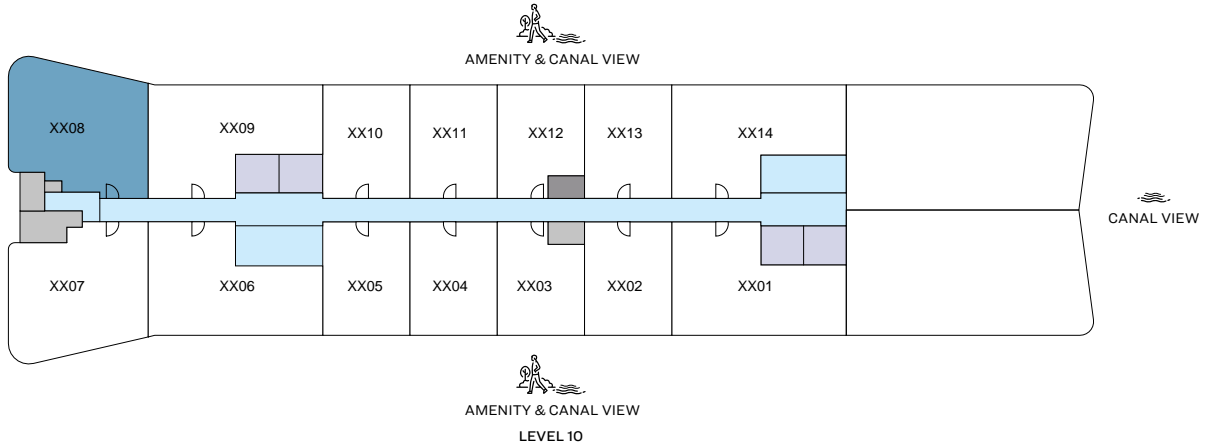 AMENITY & CANAL VIEW
XX08
XX09
XX10
XX11
XX12
XX13
XX14
CANAL VIEW
XX07
XX06
XX05
XX04
XX03
XX02
XX01
AMENITY & CANAL VIEW
LEVEL 10